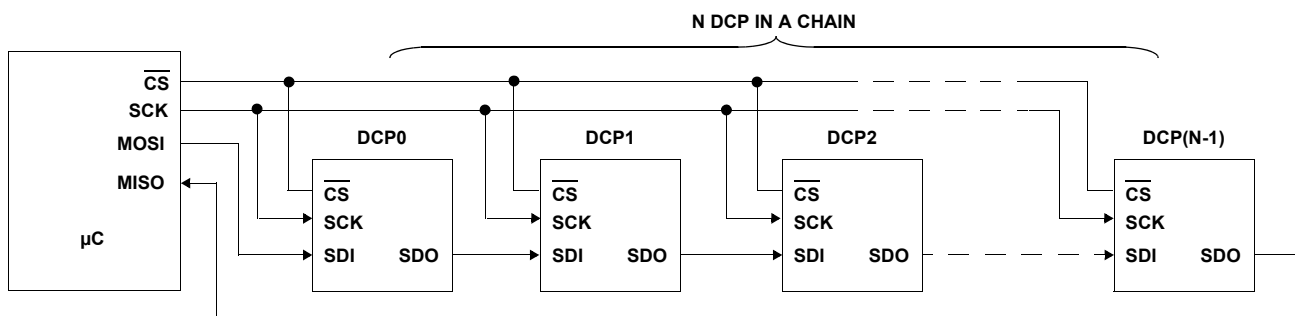 N DCP IN A CHAIN
CS
SCK
MOSI
MISO
µC
DCP0
CS
SCK
SDI SDO
DCP1
CS
SCK
SDI SDO
DCP2
CS
SCK
SDI SDO
DCP(N-1)
CS
SCK
SDI SDO